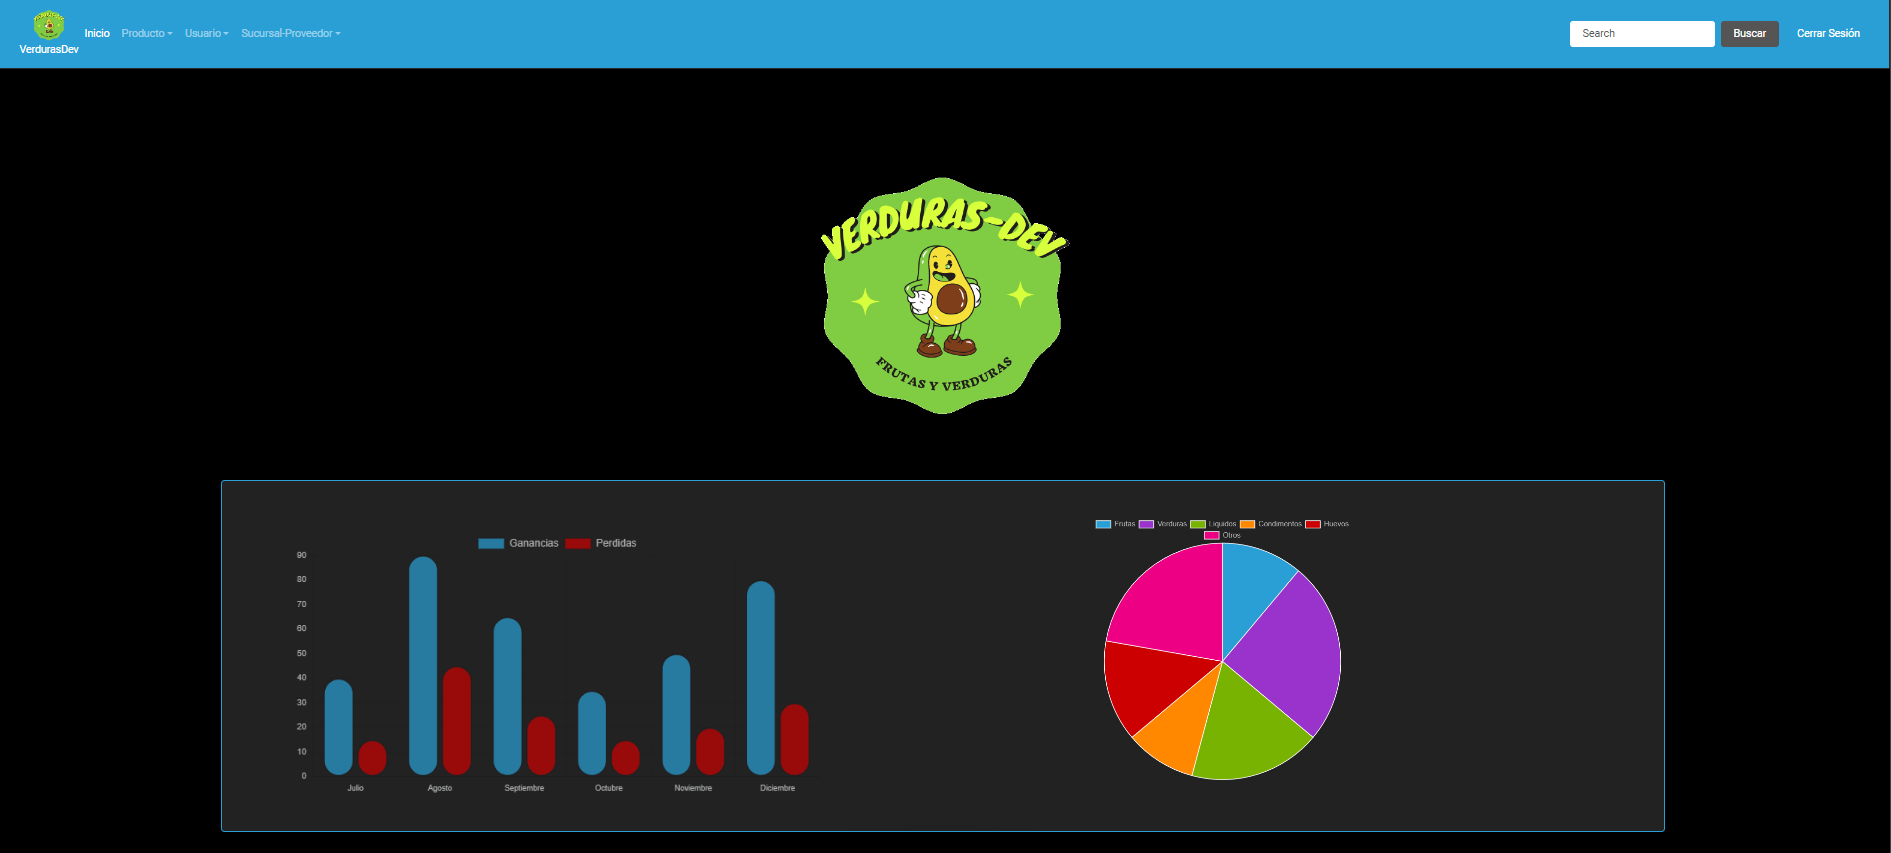 VerdurasDev
Inicio Producto Usuario Sucursal-Proveedor
Search Buscar Cerrar Sesión
VERDURAS-DEV
FRUTAS Y VERDURAS
Ganancias Perdidas
90
80
70
60
50
40
30
20
10
0
Julio Agosto Septiembre Octubre Noviembre Diciembre
Frutas Verduras Liquidos Condimentos Huevos
Otros